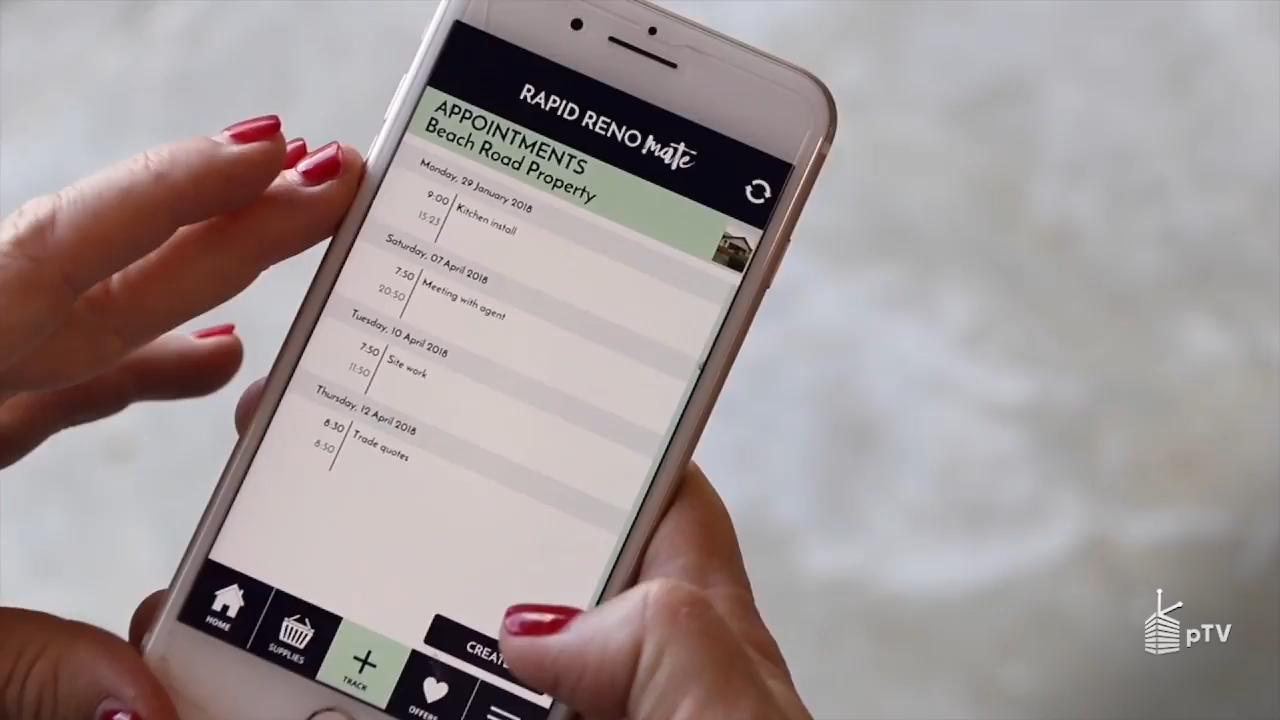 RAPID RENO mate
APPOINTMENTS
Beach Road Property
Monday, 29 January 2018
9:00 Kitchen install
15:23
Saturday, 07 April 2018
7:50 Meeting with agent
20:50
Tuesday, 10 April 2018
7:50 Site work
11:50
Thursday, 12 April 2018
8:30 Trade quotes
8:50
CREATE
HOME
SUPPLIES
TRACK
OFFERS
pTV